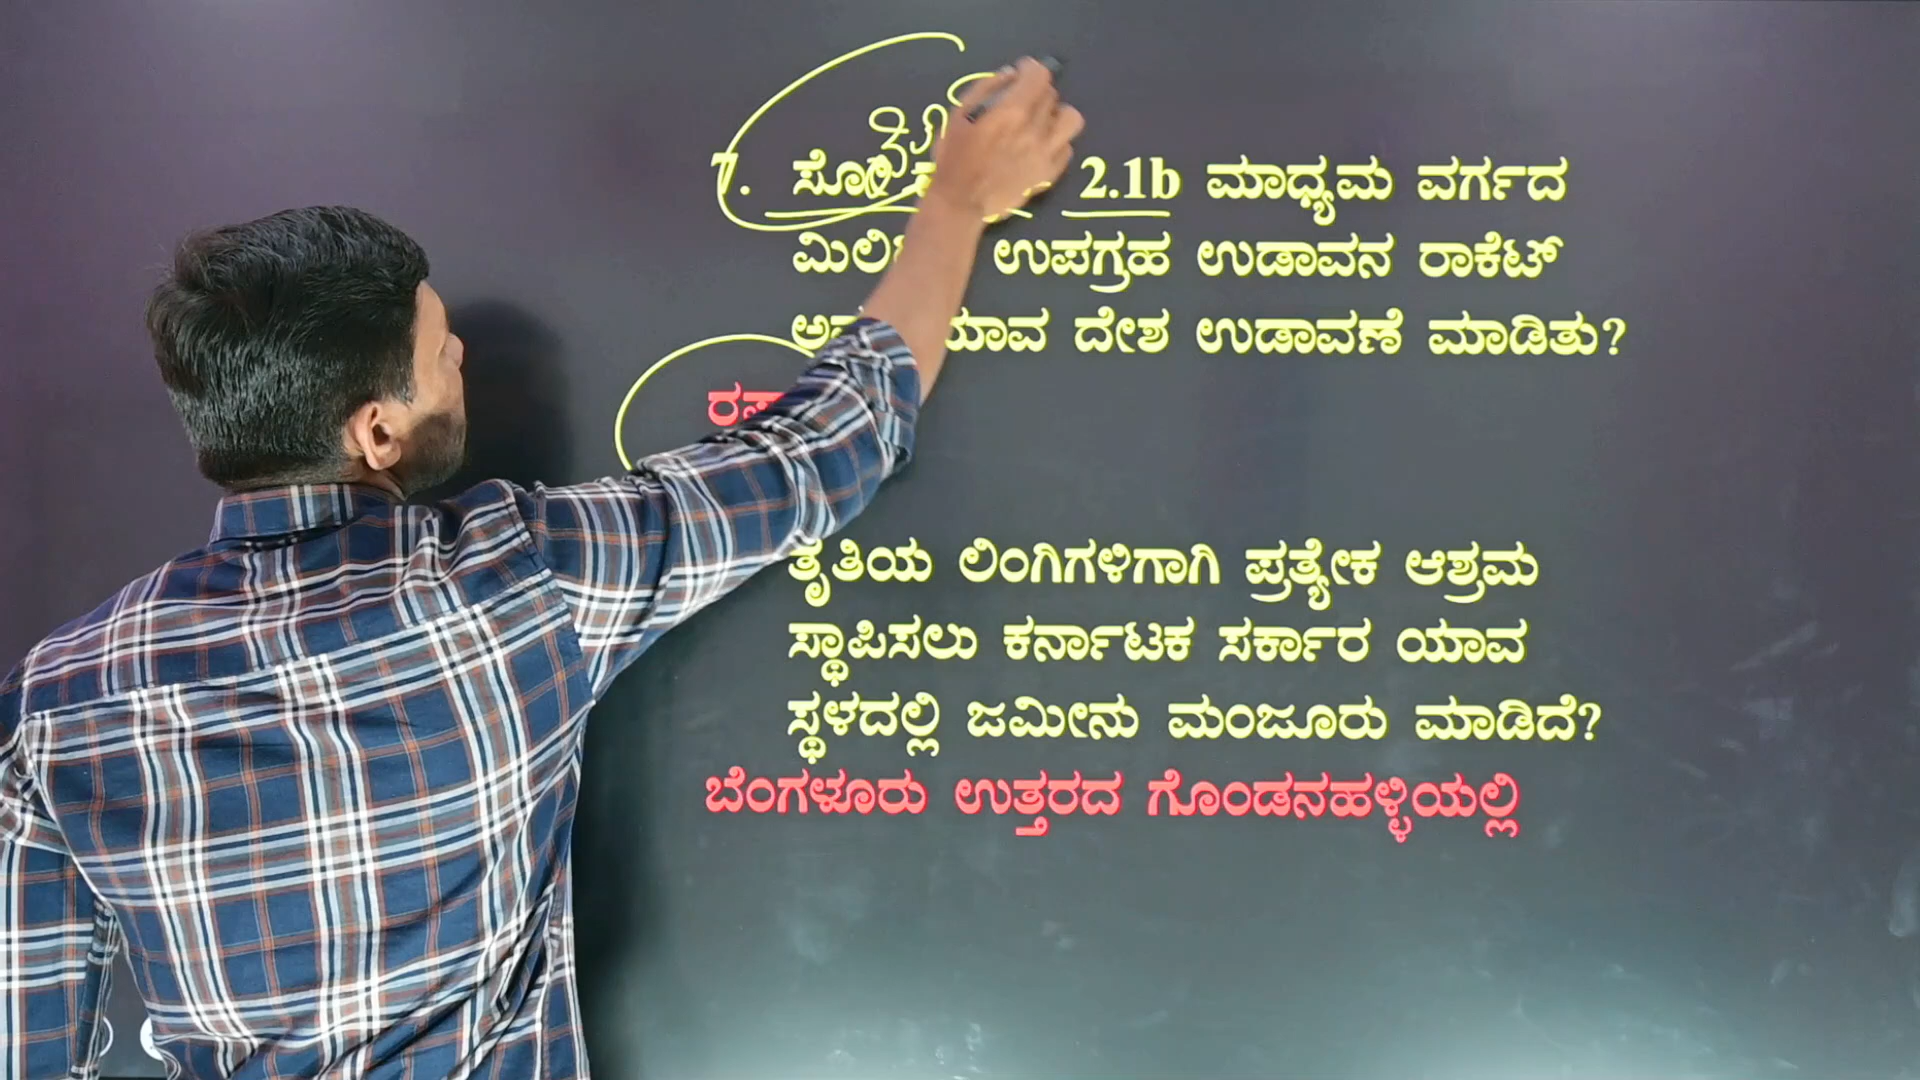 7. 2.1b ಮಾಧ್ಯಮ ವರ್ಗದ
ಉಪಗ್ರಹ ಉಡಾವನ ರಾಕೆಟ್
ಯಾವ ದೇಶ ಉಡಾವಣೆ ಮಾಡಿತು?
ತೃತಿಯ ಲಿಂಗಿಗಳಿಗಾಗಿ ಪ್ರತ್ಯೇಕ ಆಶ್ರಮ
ಸ್ಥಾಪಿಸಲು ಕರ್ನಾಟಕ ಸರ್ಕಾರ ಯಾವ
ಸ್ಥಳದಲ್ಲಿ ಜಮೀನು ಮಂಜೂರು ಮಾಡಿದೆ?
ಬೆಂಗಳೂರು ಉತ್ತರದ ಗೊಂಡನಹಳ್ಳಿಯಲ್ಲಿ